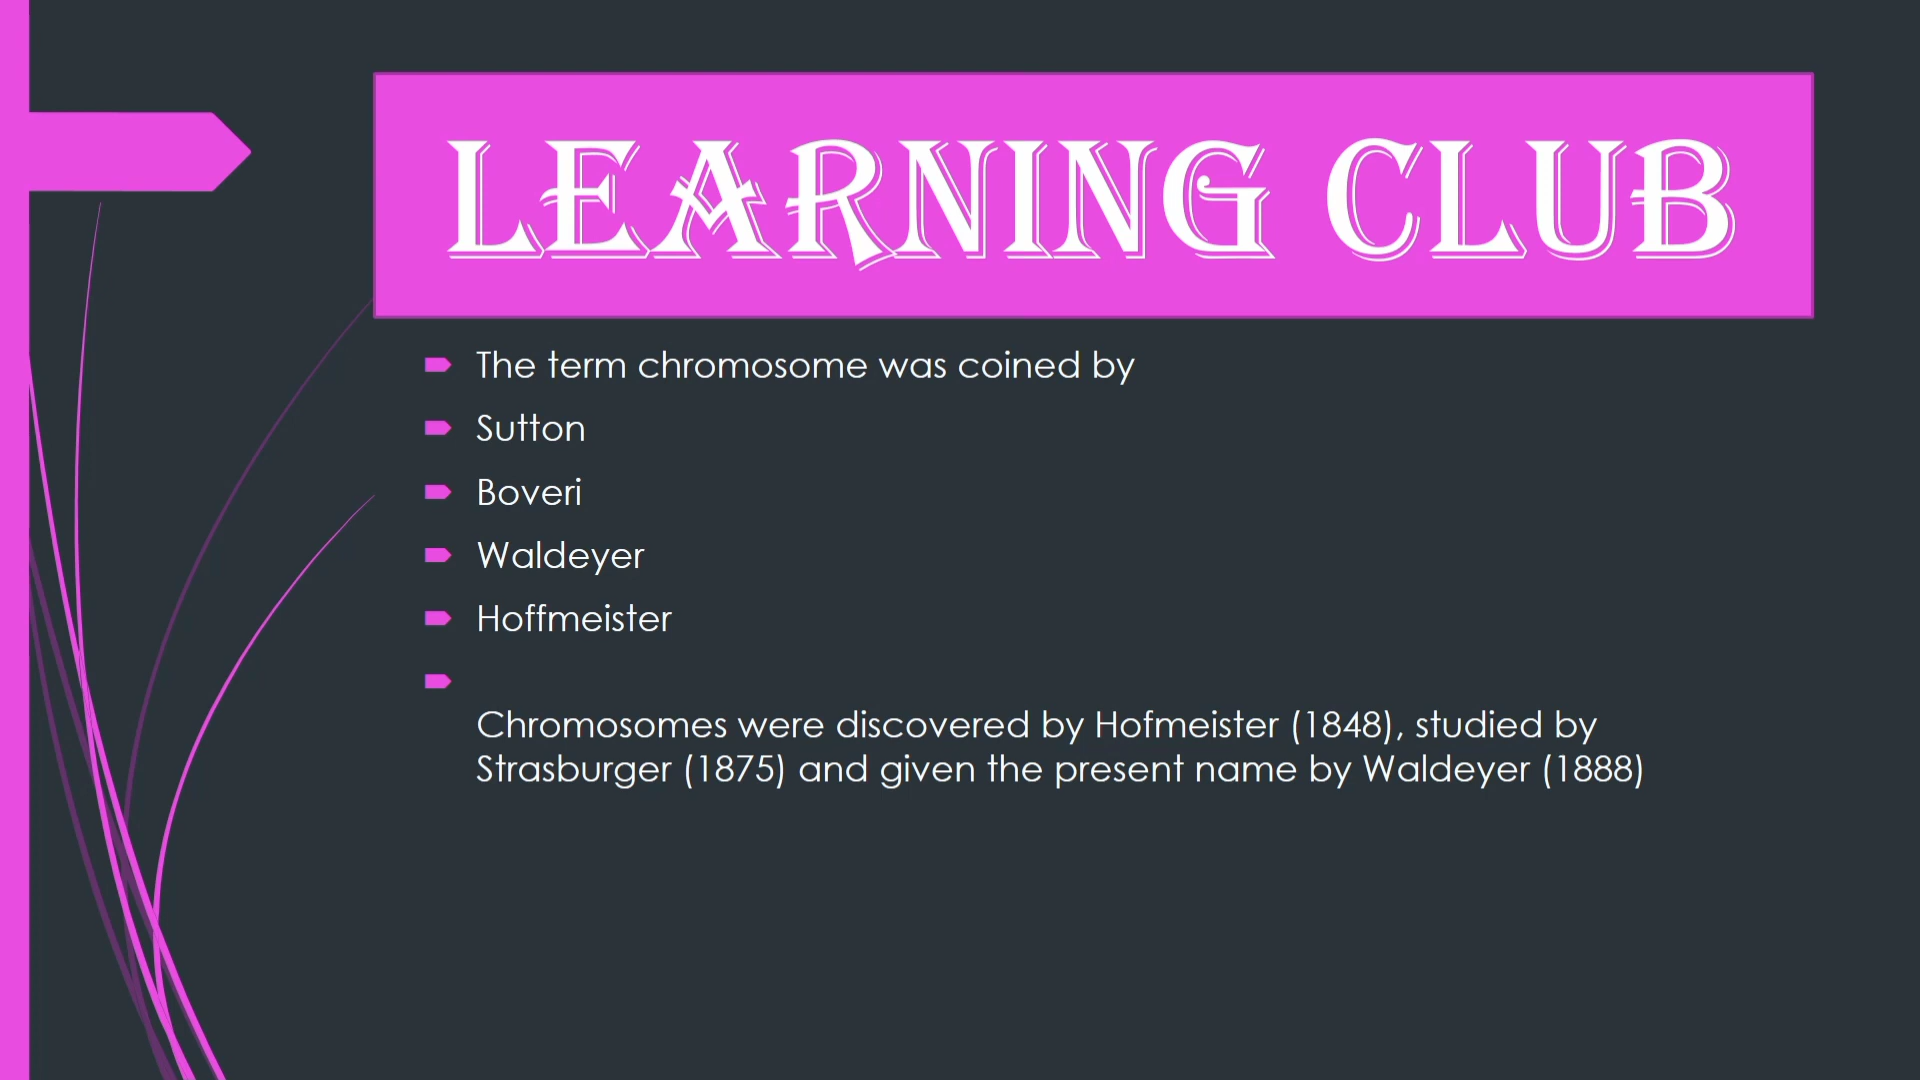 LEARNING CLUB
The term chromosome was coined by
Sutton
Boveri
Waldeyer
Hoffmeister
Chromosomes were discovered by Hofmeister (1848), studied by
Strasburger (1875) and given the present name by Waldeyer (1888)